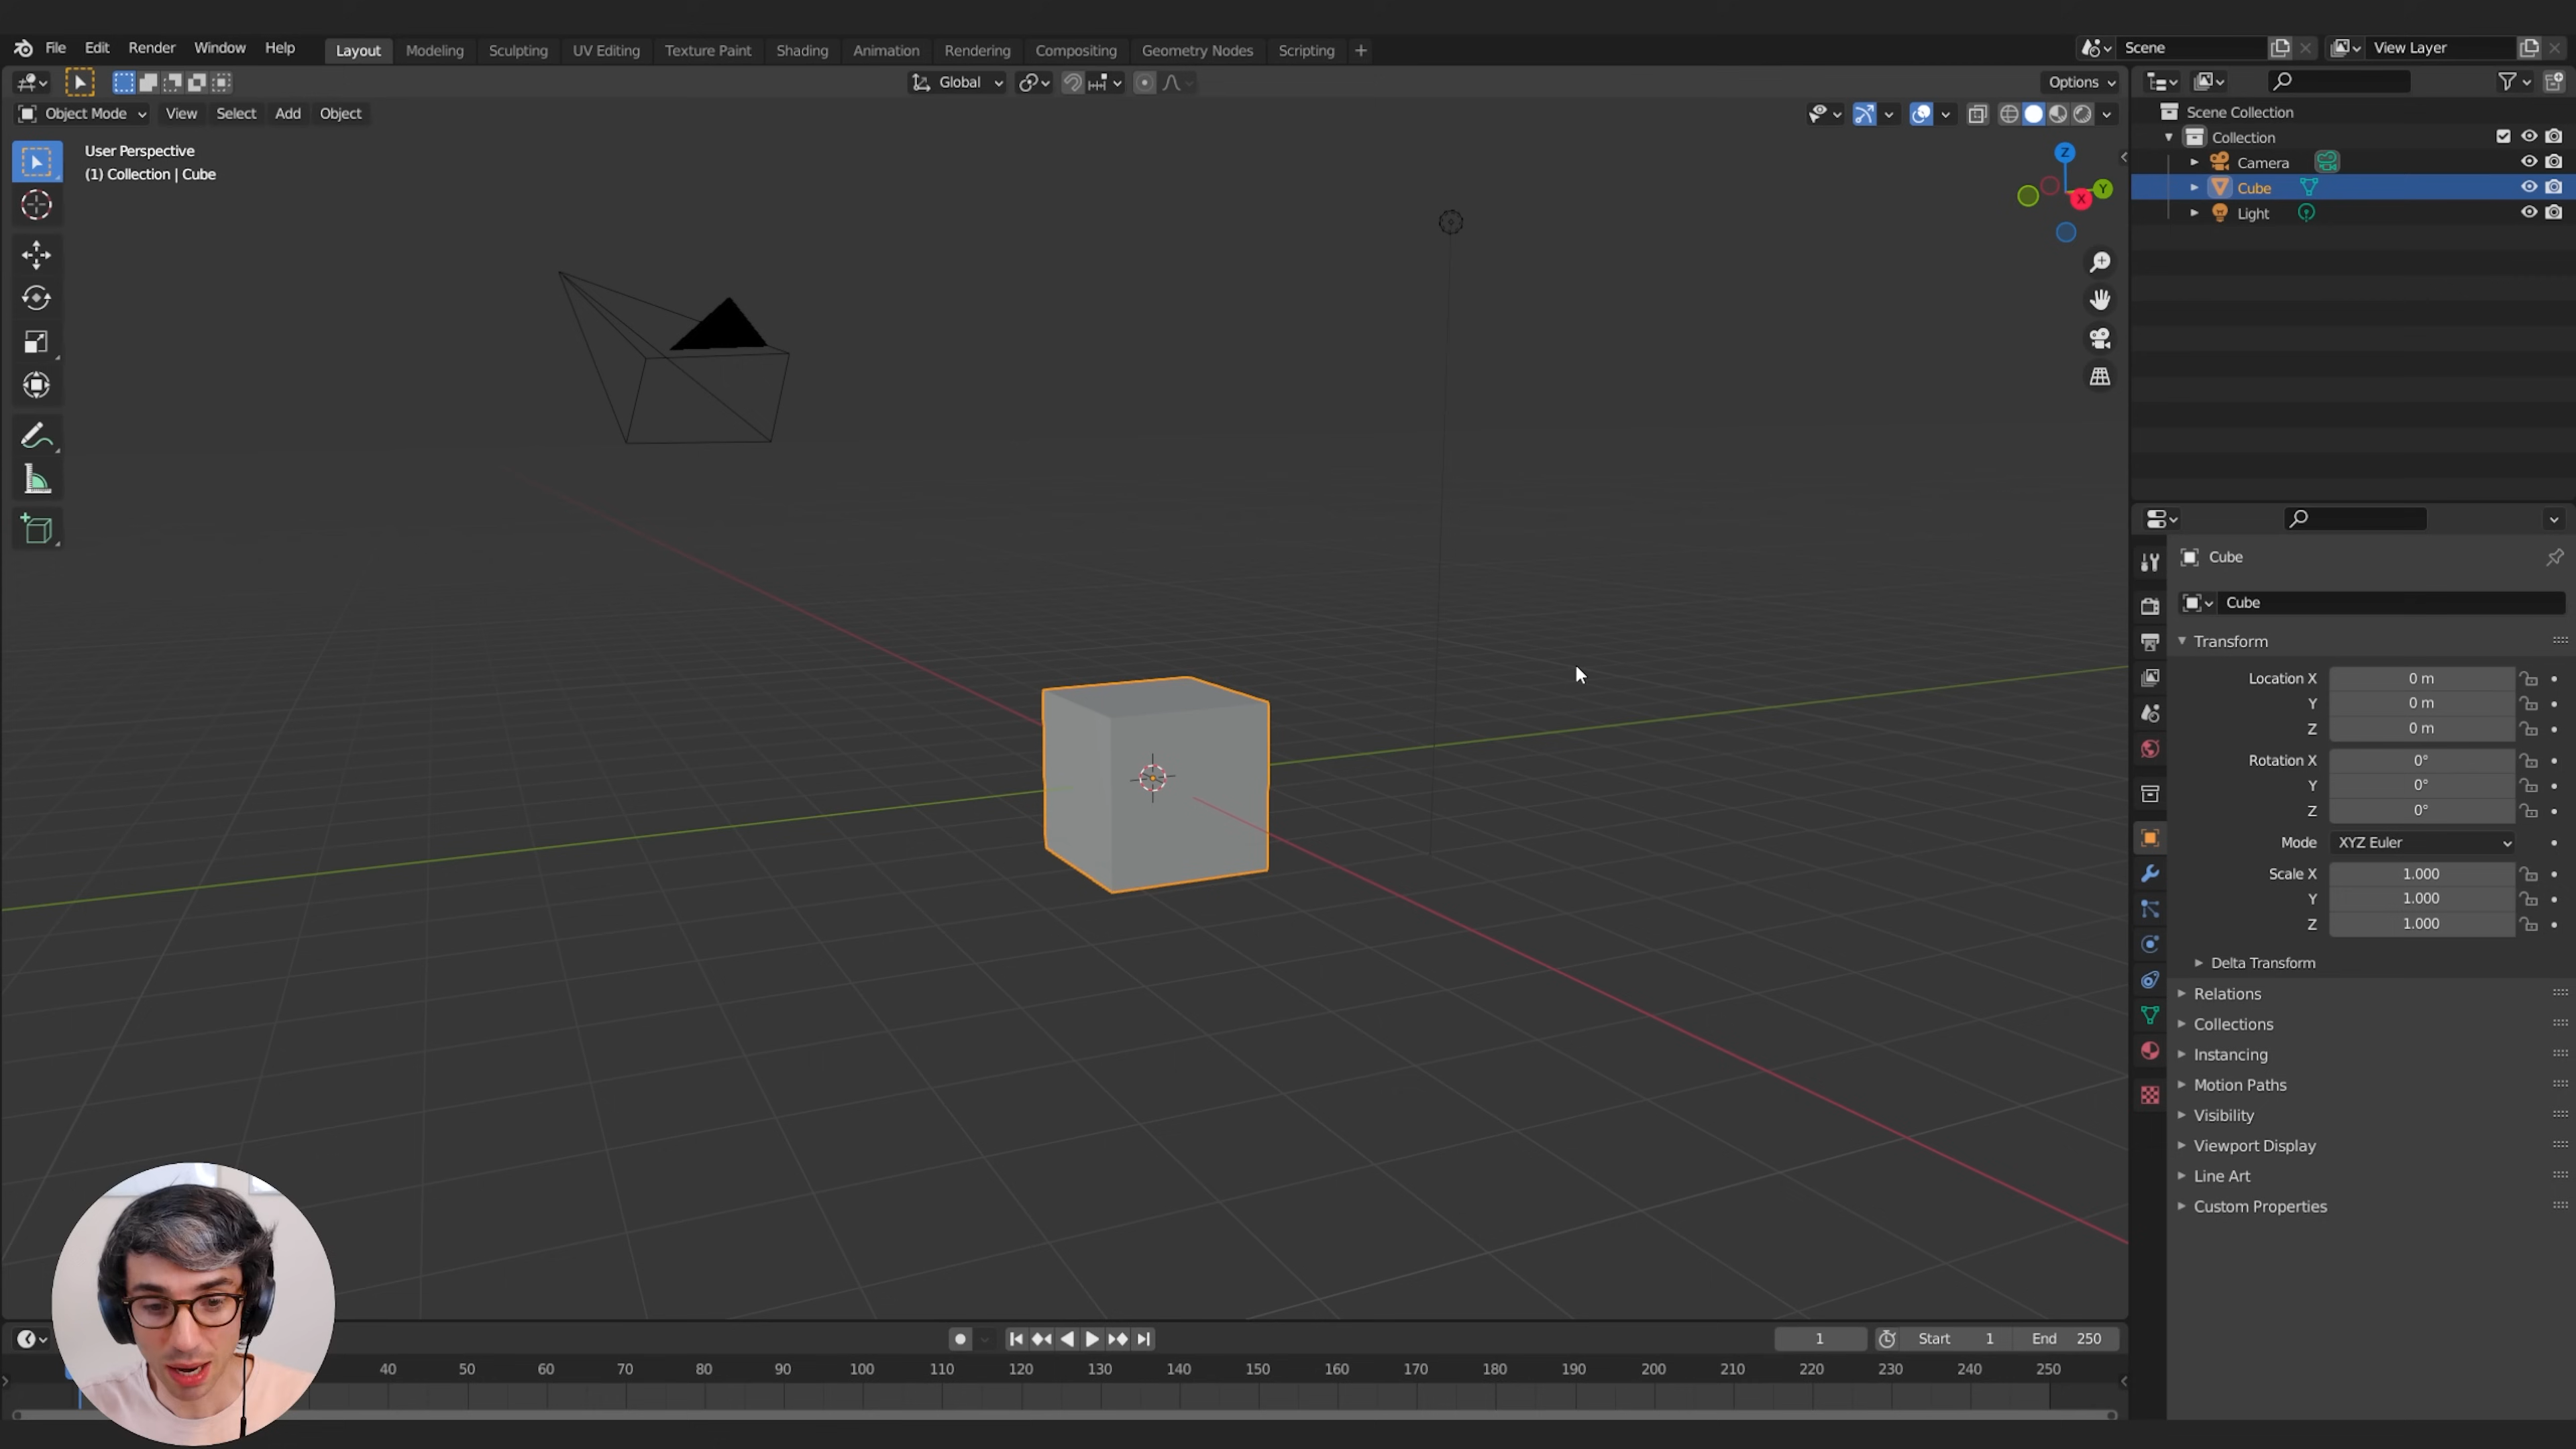 File Edit Render Window Help Layout Modeling Sculpting UV Editing Texture Paint Shading Animation Rendering Compositing Geometry Nodes Scripting + Scene View Layer
Global Options
Object Mode View Select Add Object
User Perspective
(1) Collection | Cube
Z
Y
X
Scene Collection
Collection
Camera
Cube
Light
Cube
Cube
Transform
Location X 0 m
Y 0 m
Z 0 m
Rotation X 0°
Y 0°
Z 0°
Mode XYZ Euler
Scale X 1.000
Y 1.000
Z 1.000
Delta Transform
Relations
Collections
Instancing
Motion Paths
Visibility
Viewport Display
Line Art
Custom Properties
1 Start 1 End 250
40 50 60 70 80 90 100 110 120 130 140 150 160 170 180 190 200 210 220 230 240 250